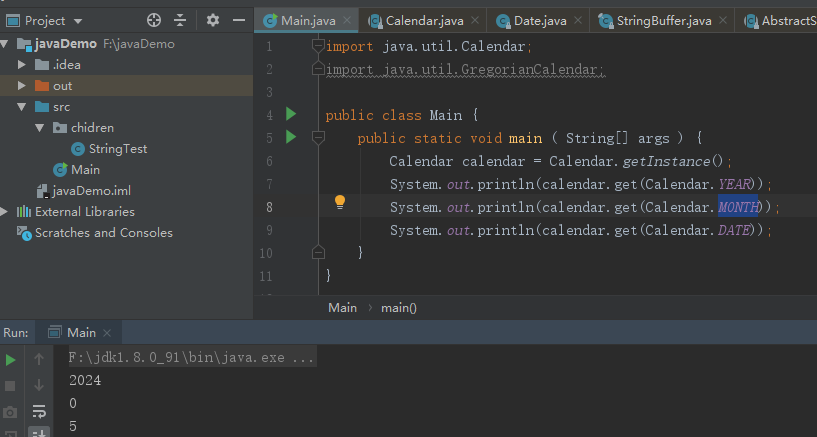 Project
Main.java
Calendar.java
Date.java
StringBuffer.java
AbstractS
javaDemo F:\javaDemo
.idea
out
src
chidren
StringTest
Main
javaDemo.iml
External Libraries
Scratches and Consoles
1 import java.util.Calendar;
2 import java.util.GregorianCalendar;
3
4 public class Main {
5 public static void main ( String[] args ) {
6 Calendar calendar = Calendar.getInstance();
7 System.out.println(calendar.get(Calendar.YEAR));
8 System.out.println(calendar.get(Calendar.MONTH));
9 System.out.println(calendar.get(Calendar.DATE));
10 }
11 }
Main main()
Run: Main
F:\jdk1.8.0_91\bin\java.exe ...
2024
0
5